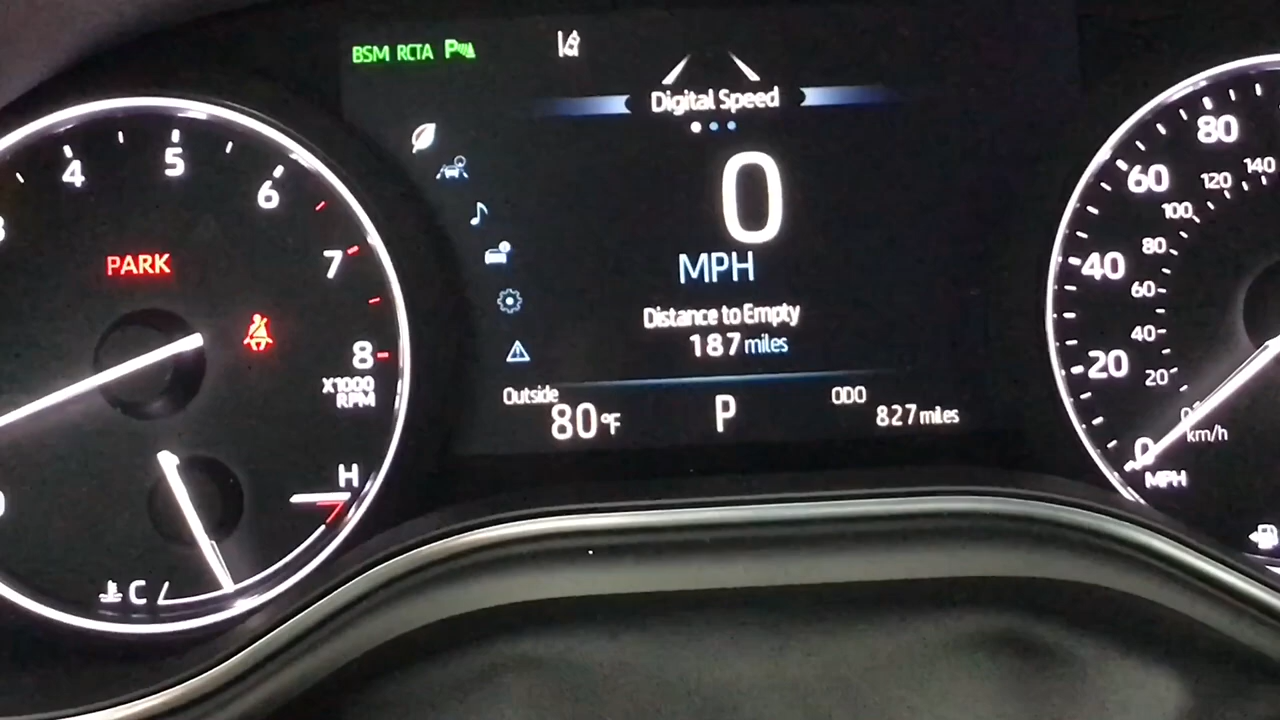 BSM RCTA P
Digital Speed
4
5
6
7
8
X1000
RPM
PARK
H
C
0
MPH
Distance to Empty
187 miles
Outside
80°F
P
ODO
827 miles
80
60
40
20
0
MPH
140
120
100
80
60
40
20
0
km/h